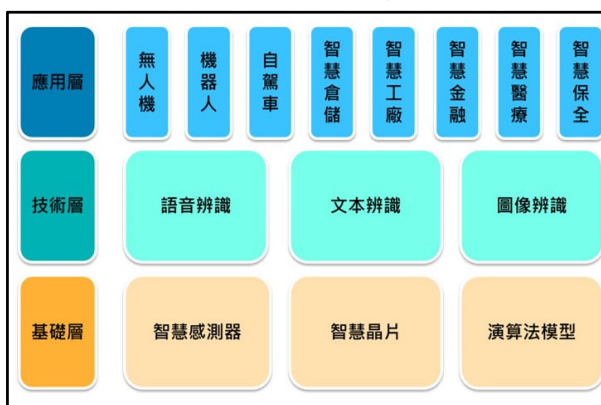 應用層
無人機
機器人
自駕車
智慧倉儲
智慧工廠
智慧金融
智慧醫療
智慧保全
技術層
語音辨識
文本辨識
圖像辨識
基礎層
智慧感測器
智慧晶片
演算法模型